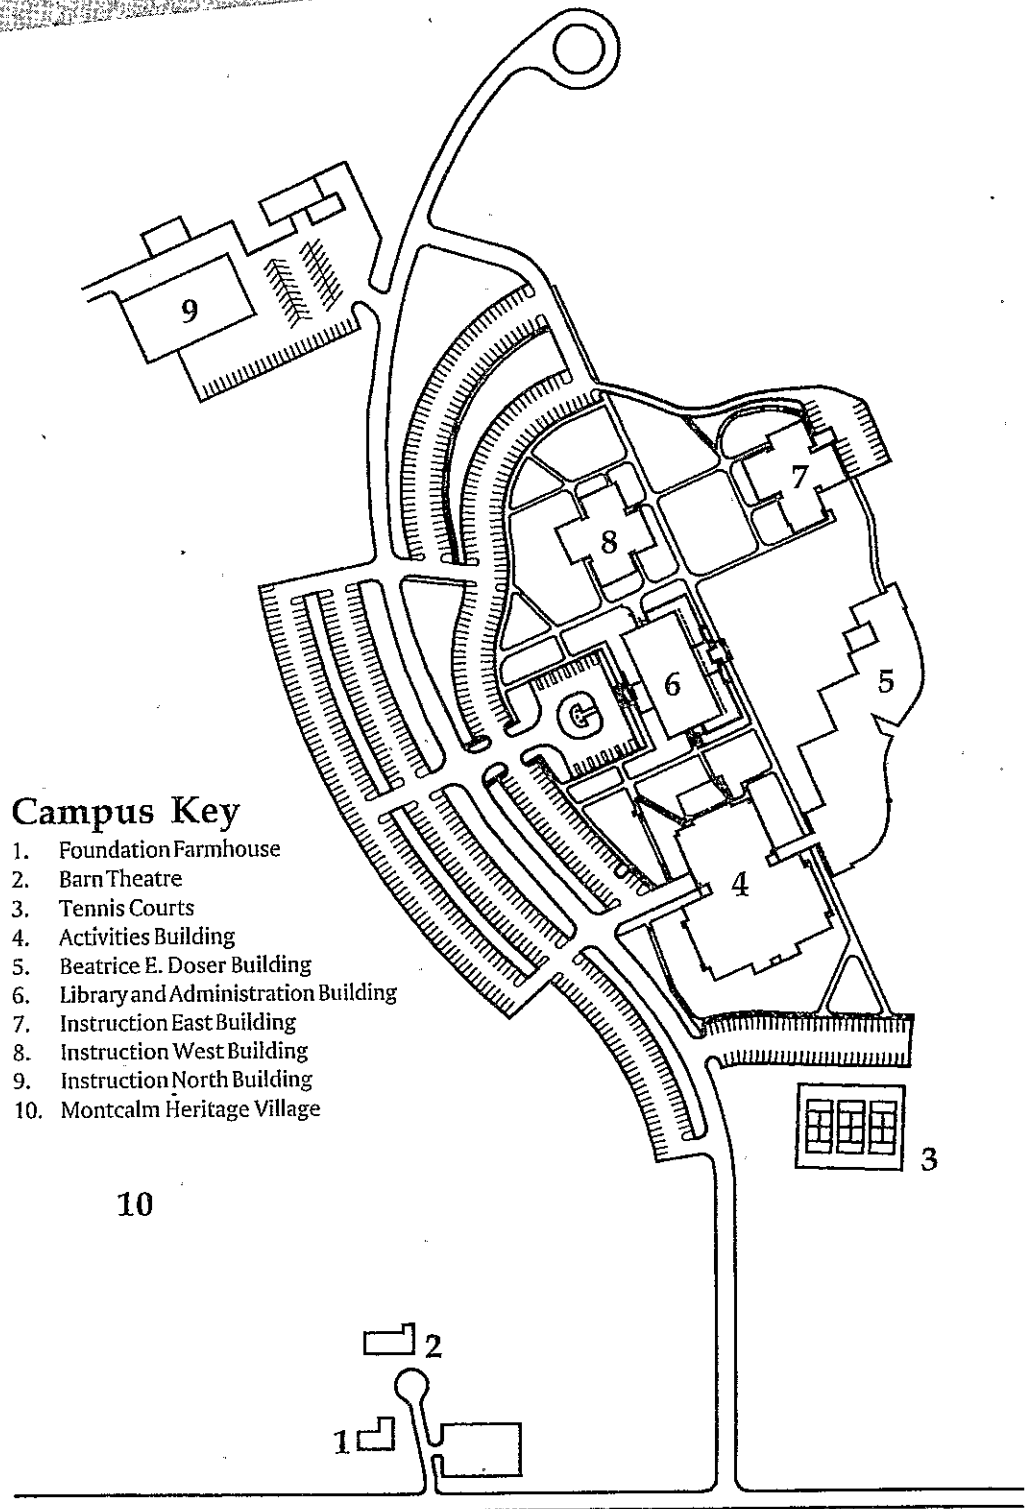 9
7
8
5
6
Campus Key
1. Foundation Farmhouse
2. Barn Theatre
3. Tennis Courts
4. Activities Building
5. Beatrice E. Doser Building
6. Library and Administration Building
7. Instruction East Building
8. Instruction West Building
9. Instruction North Building
10. Montcalm Heritage Village
4
3
10
2
1